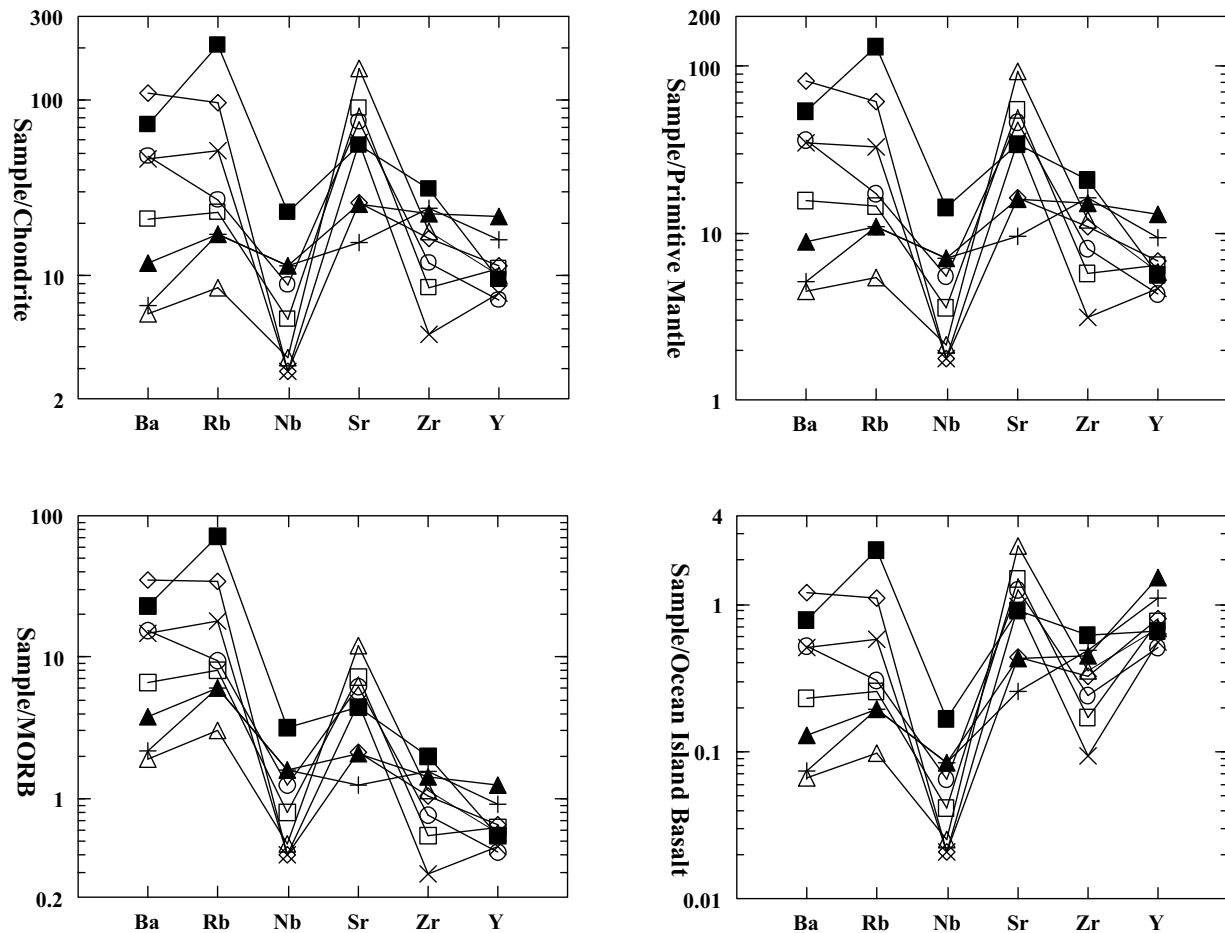 300
100
10
2
Sample/Chondrite
Ba Rb Nb Sr Zr Y
200
100
10
1
Sample/Primitive Mantle
Ba Rb Nb Sr Zr Y
100
10
1
0.2
Sample/MORB
Ba Rb Nb Sr Zr Y
4
1
0.1
0.01
Sample/Ocean Island Basalt
Ba Rb Nb Sr Zr Y